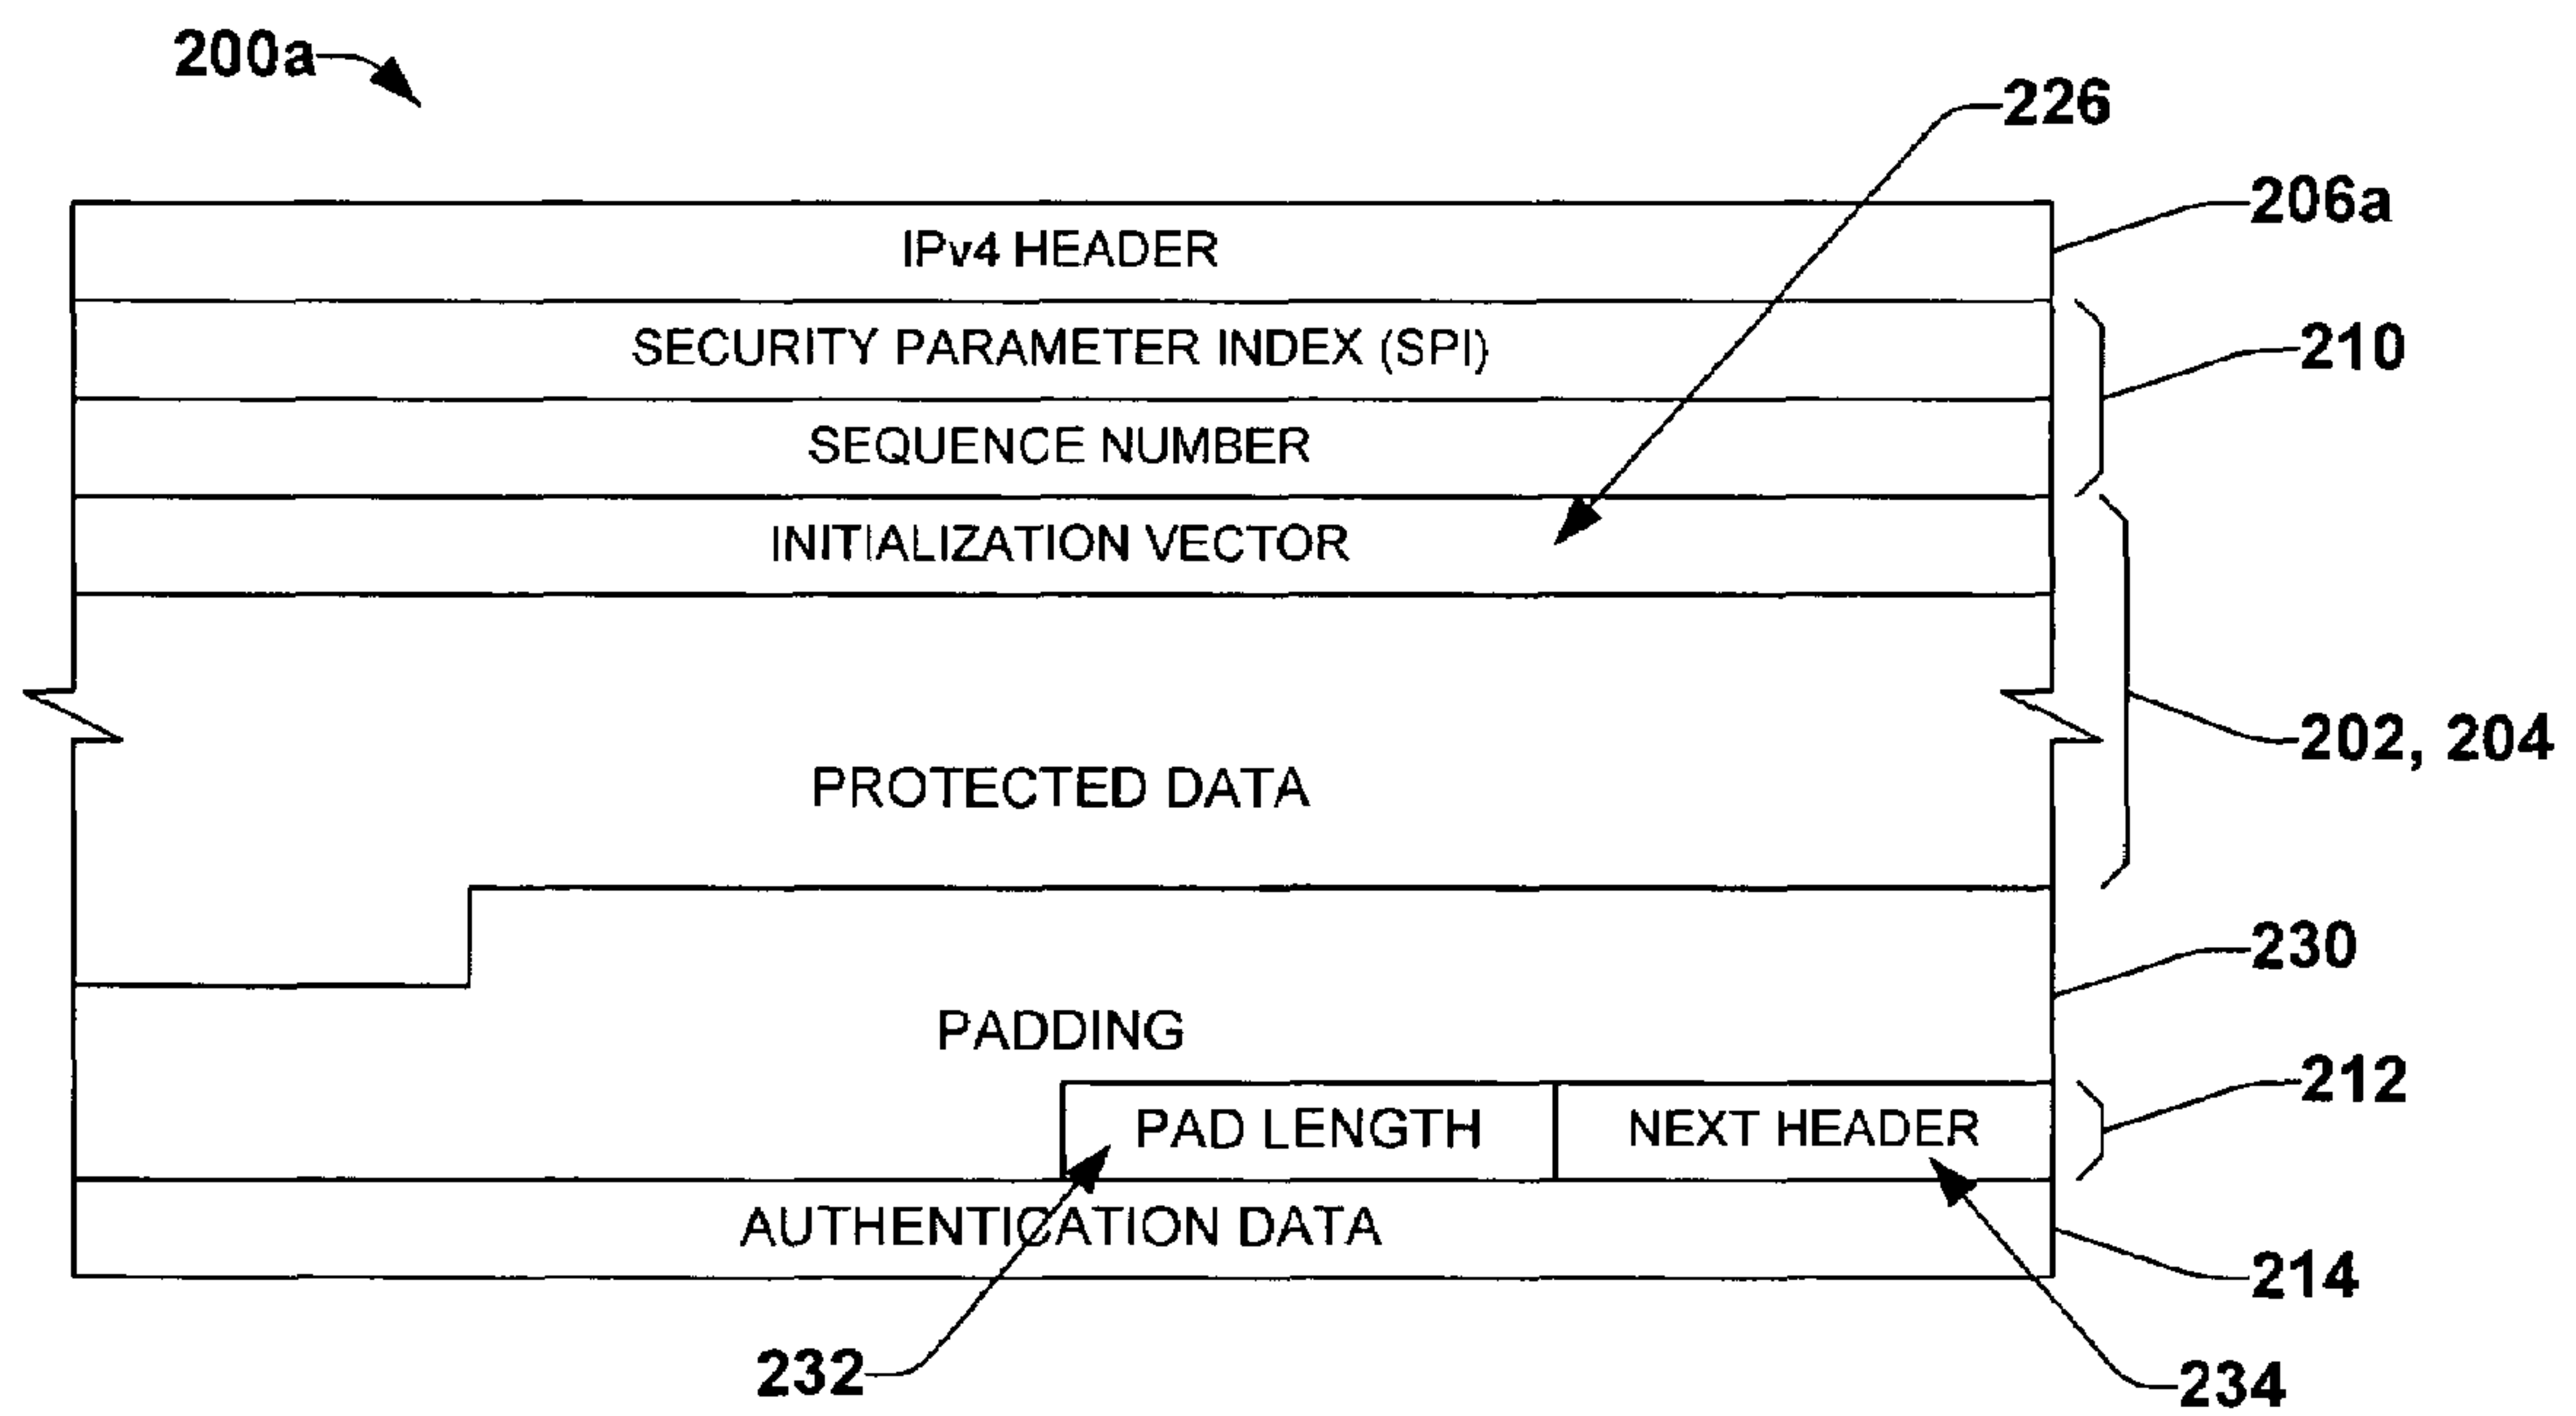 200a
226
206a
IPv4 HEADER
SECURITY PARAMETER INDEX (SPI)
210
SEQUENCE NUMBER
INITIALIZATION VECTOR
202, 204
PROTECTED DATA
230
PADDING
212
PAD LENGTH
NEXT HEADER
AUTHENTICATION DATA
214
232
234